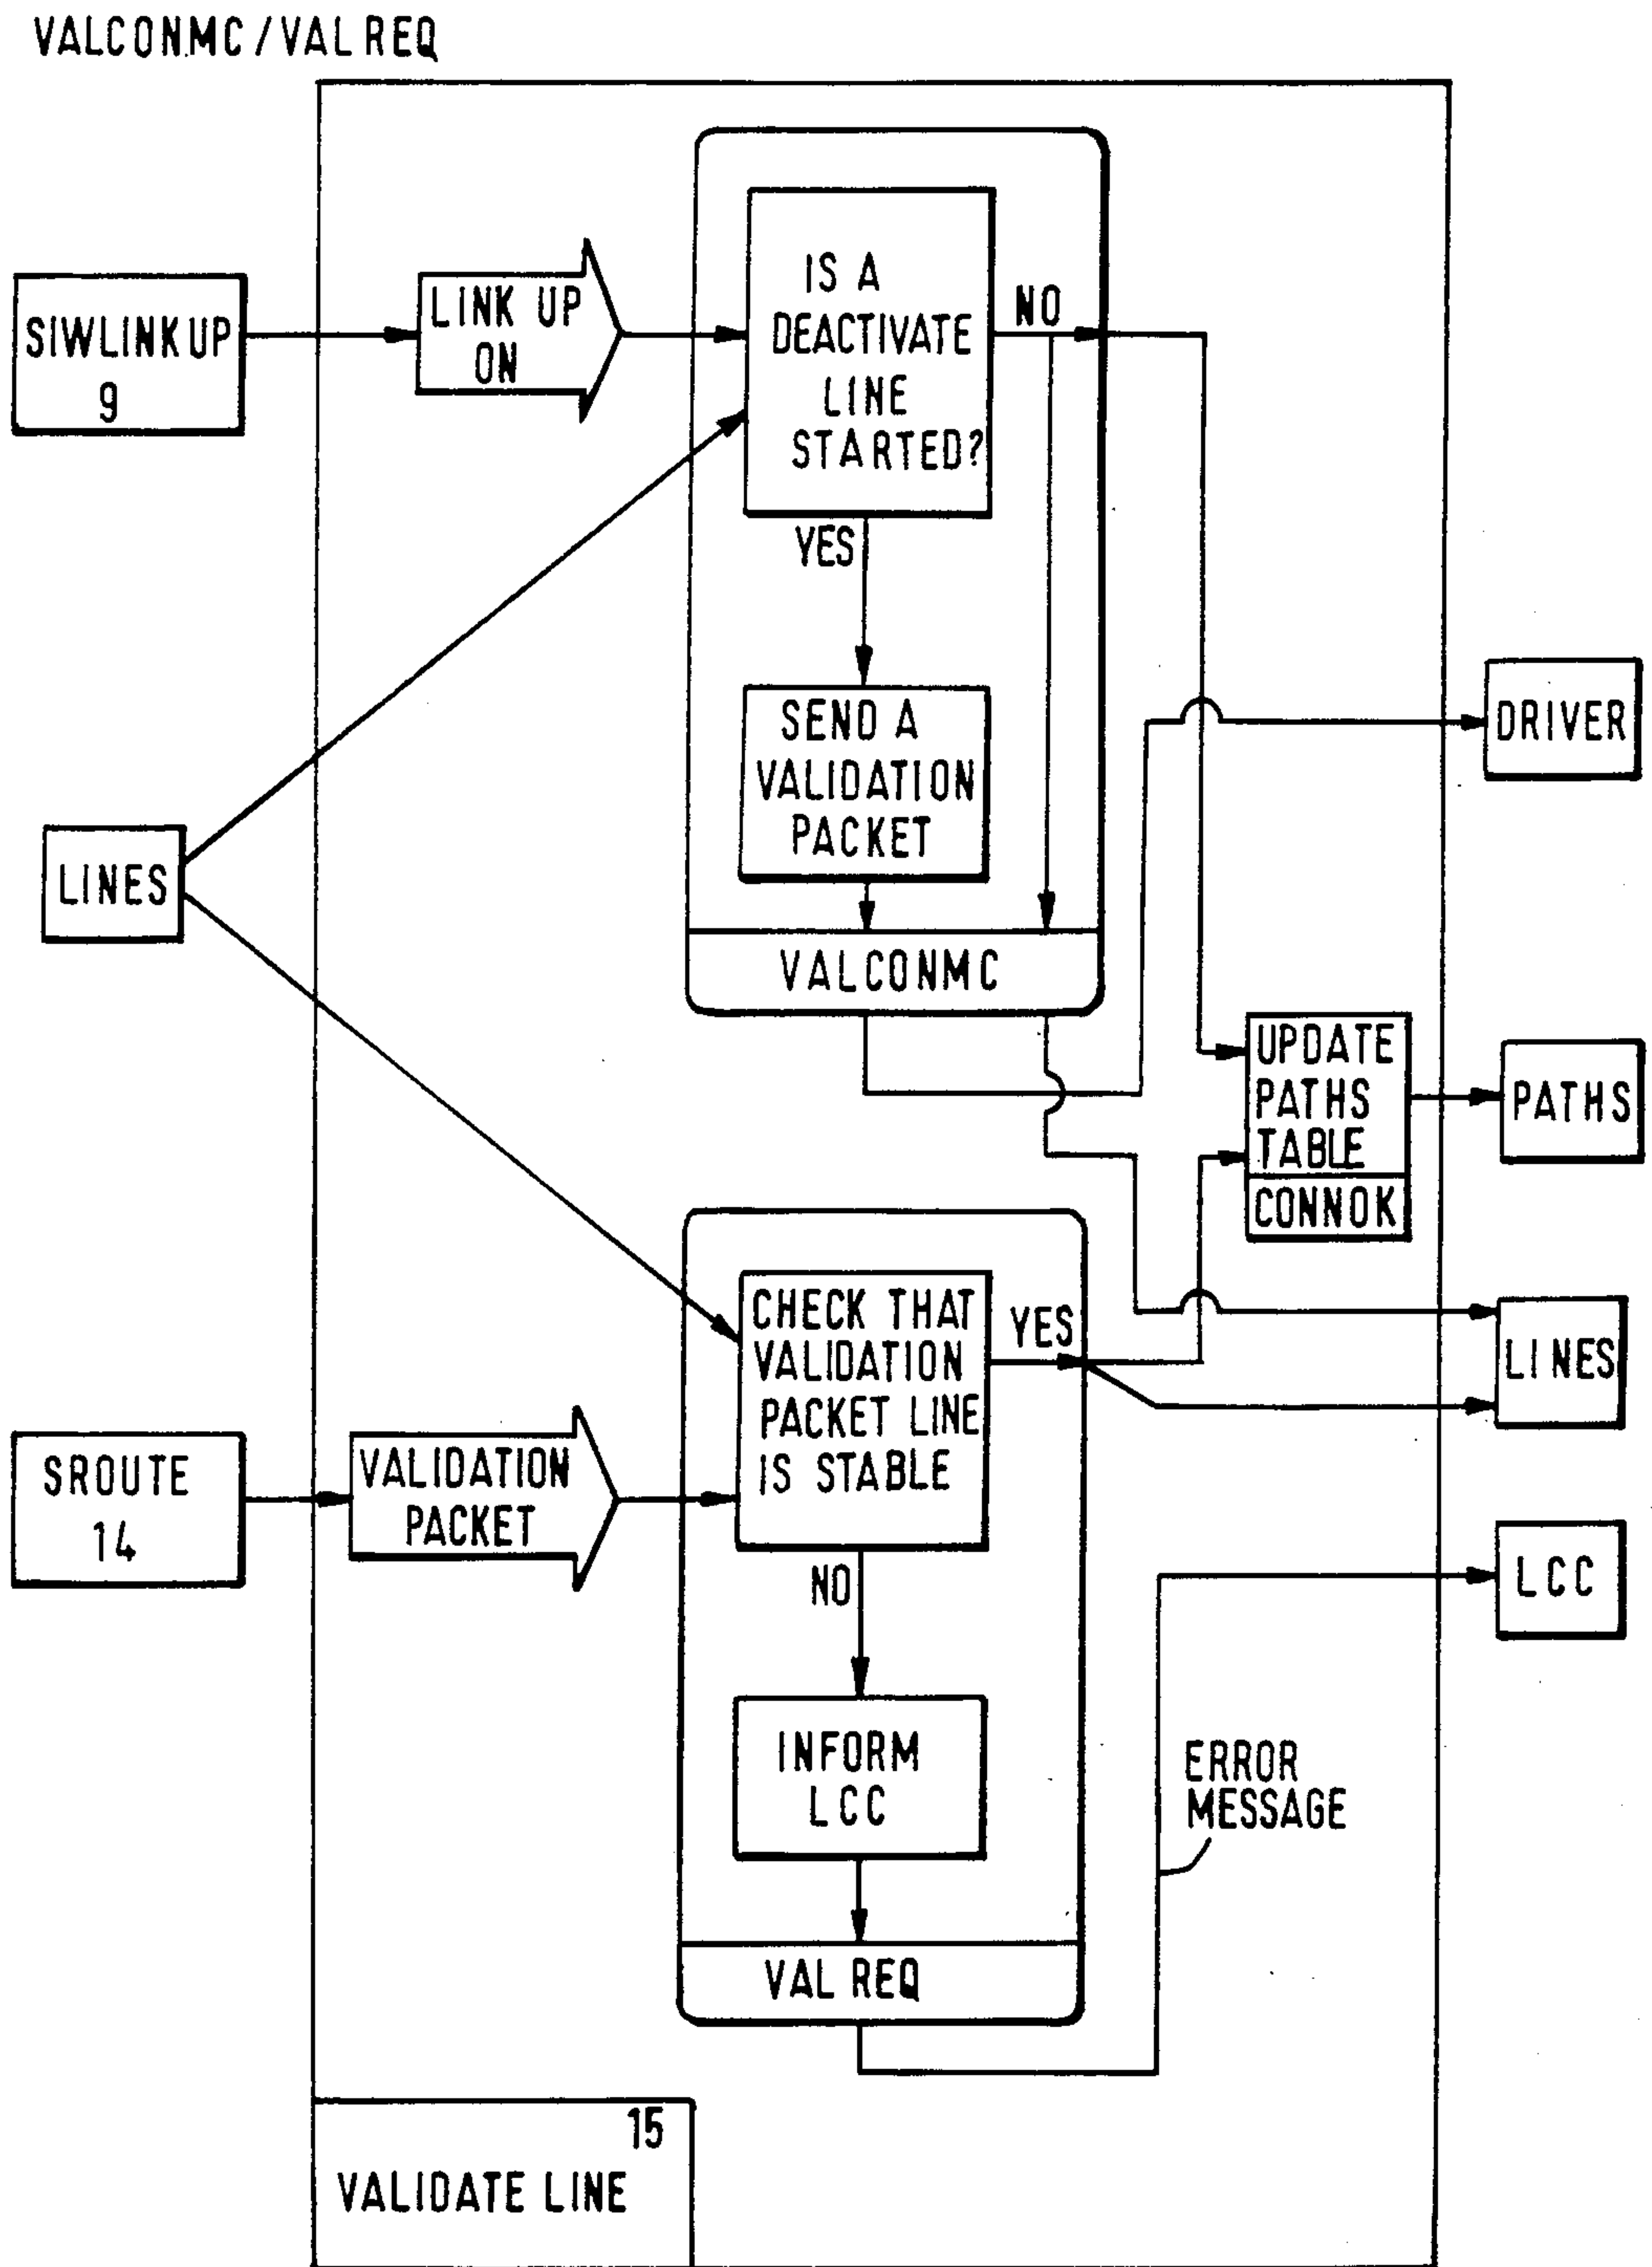 VALCONMC/VAL REQ
SIWLINKUP
9
LINK UP
ON
IS A
DEACTIVATE
LINE
STARTED?
NO
YES
SEND A
VALIDATION
PACKET
VALCONMC
DRIVER
LINES
UPDATE
PATHS
TABLE
CONNOK
PATHS
CHECK THAT
VALIDATION
PACKET LINE
IS STABLE
YES
LINES
SROUTE
14
VALIDATION
PACKET
NO
LCC
INFORM
LCC
ERROR
MESSAGE
VAL REQ
15
VALIDATE LINE